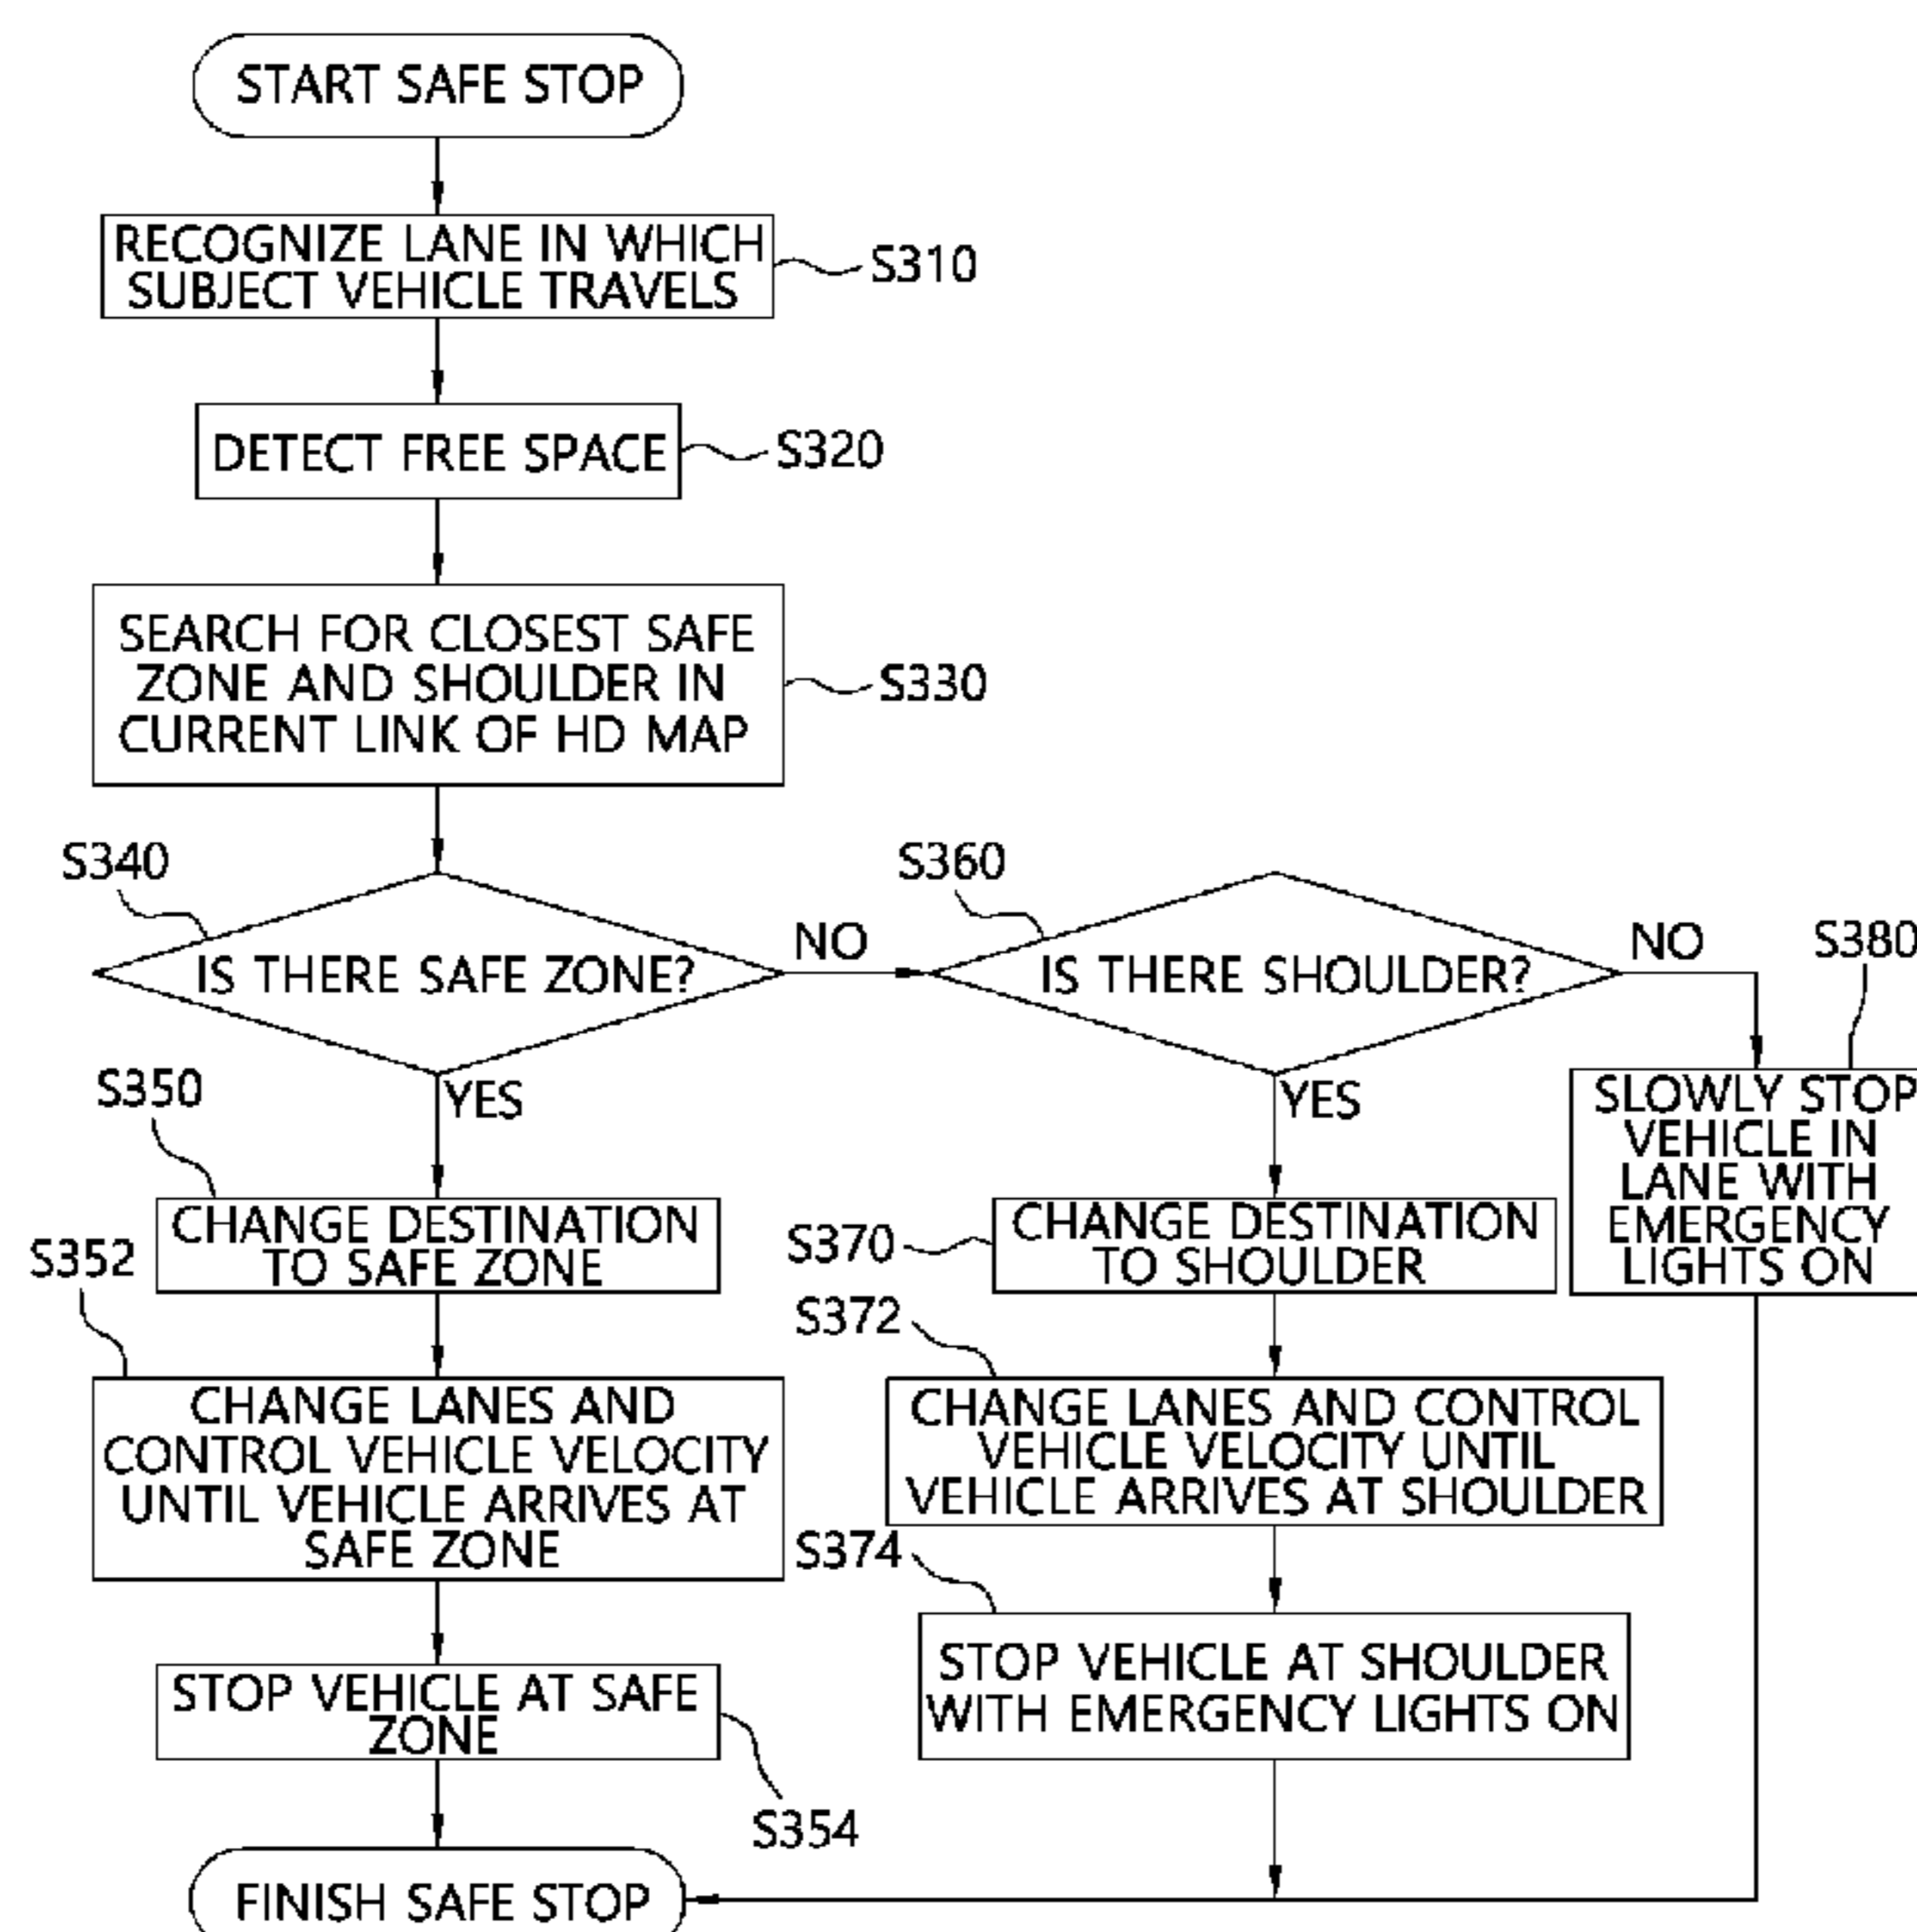 START SAFE STOP
RECOGNIZE LANE IN WHICH
SUBJECT VEHICLE TRAVELS
S310
DETECT FREE SPACE
S320
SEARCH FOR CLOSEST SAFE
ZONE AND SHOULDER IN
CURRENT LINK OF HD MAP
S330
S340
IS THERE SAFE ZONE?
NO
YES
S360
IS THERE SHOULDER?
NO
YES
S380
SLOWLY STOP
VEHICLE IN
LANE WITH
EMERGENCY
LIGHTS ON
S350
CHANGE DESTINATION
TO SAFE ZONE
S352
CHANGE LANES AND
CONTROL VEHICLE VELOCITY
UNTIL VEHICLE ARRIVES AT
SAFE ZONE
STOP VEHICLE AT SAFE
ZONE
S354
S370
CHANGE DESTINATION
TO SHOULDER
S372
CHANGE LANES AND CONTROL
VEHICLE VELOCITY UNTIL
VEHICLE ARRIVES AT SHOULDER
S374
STOP VEHICLE AT SHOULDER
WITH EMERGENCY LIGHTS ON
FINISH SAFE STOP